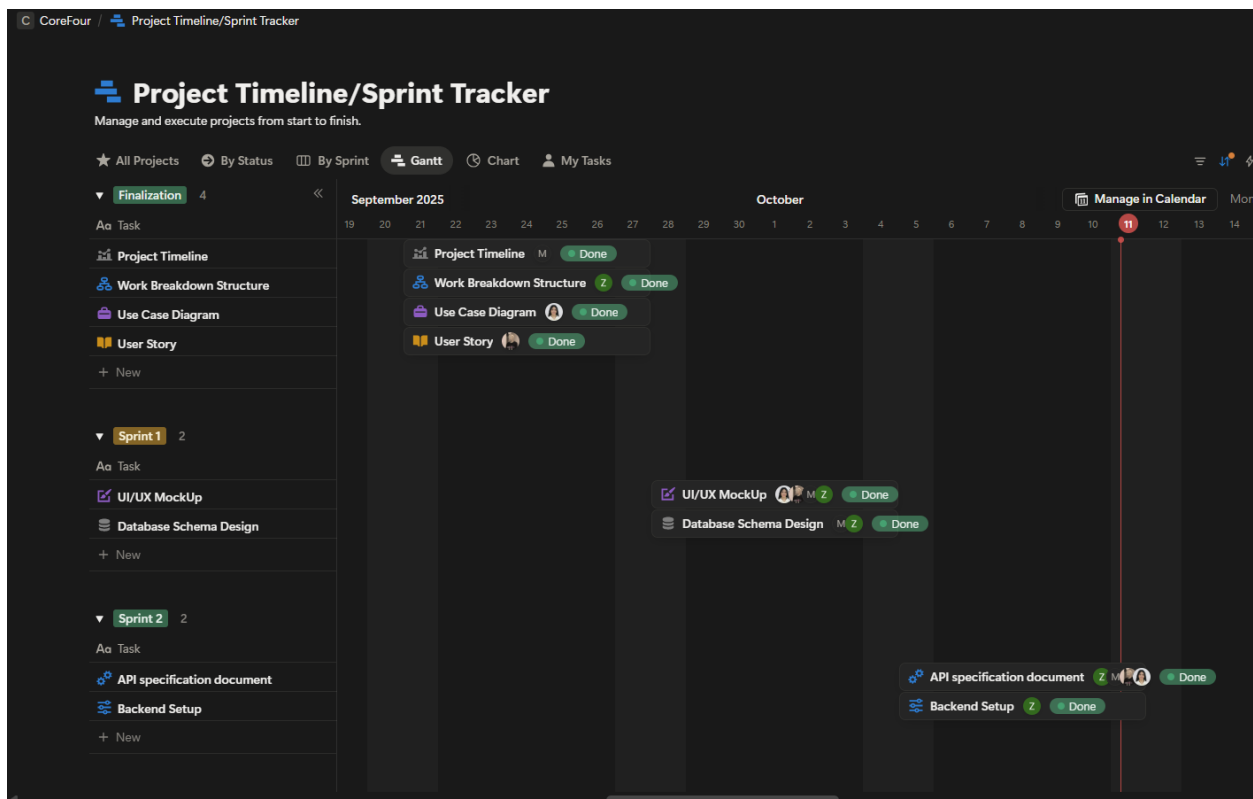 C CoreFour / Project Timeline/Sprint Tracker
Project Timeline/Sprint Tracker
Manage and execute projects from start to finish.
All Projects By Status By Sprint Gantt Chart My Tasks
Finalization 4
September 2025 October Manage in Calendar
Aa Task
19 20 21 22 23 24 25 26 27 28 29 30 1 2 3 4 5 6 7 8 9 10 11 12 13 14
Project Timeline
Project Timeline M Done
Work Breakdown Structure
Work Breakdown Structure Z Done
Use Case Diagram
Use Case Diagram Done
User Story
User Story Done
+ New
Sprint 1 2
Aa Task
UI/UX MockUp
UI/UX MockUp M Z Done
Database Schema Design
Database Schema Design M Z Done
+ New
Sprint 2 2
Aa Task
API specification document
API specification document Z M Done
Backend Setup
Backend Setup Z Done
+ New